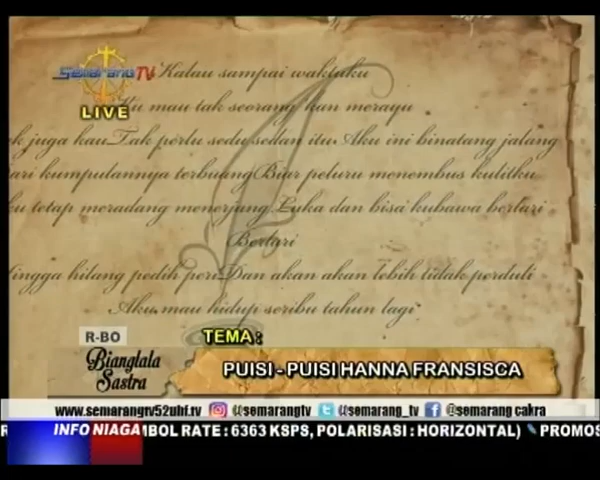 SemarangTV
LIVE
Kalau sampai waktuku
Ku mau tak seorang kan merayu
k juga kau Tak perlu sedu sedan itu Aku ini binatang jalang
ari kumpulannya terbuang Biar peluru menembus kulitku
u tetap meradang menerjang Luka dan bisa kubawa berlari
Berlari
ingga hilang pedih peri Dan akan akan lebih tidak perduli
Aku mau hidup seribu tahun lagi
R-BO
Bianglala
Sastra
TEMA :
PUISI - PUISI HANNA FRANSISCA
www.semarangtv52uhf.tv @semarangtv @semarang_tv @semarang cakra
INFO NIAGA
MBOL RATE : 6363 KSPS, POLARISASI : HORIZONTAL) PROMOS